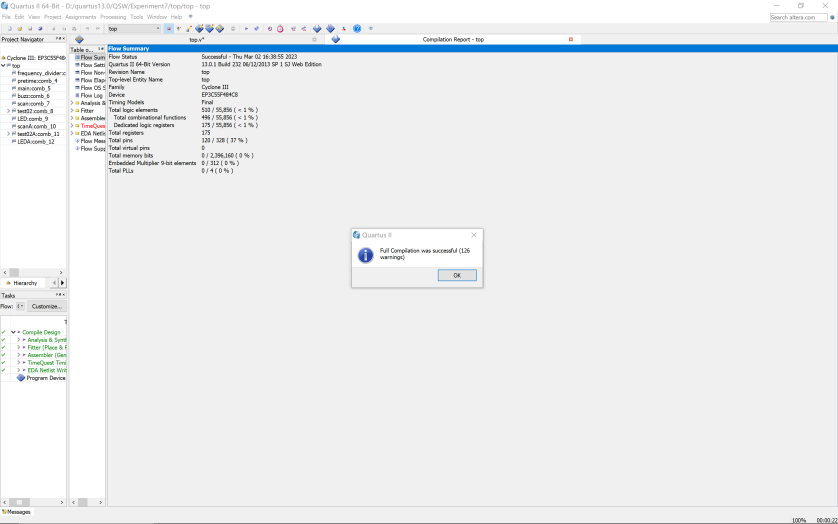 Quartus II 64-Bit - D:/quartus13.0/QSW/Experiment7/top/top - top
File Edit View Project Assignments Processing Tools Window Help
Search altera.com
top
Project Navigator
Cyclone III: EP3C55F48
top
frequency_divider:c
pretime:comb_4
main:comb_5
buzz:comb_6
scan:comb_7
test02:comb_8
LED:comb_9
scanA:comb_10
test02A:comb_11
LEDA:comb_12
Hierarchy
Tasks
Flow:
Customize...
Compile Design
Analysis & Synth
Fitter (Place & F
Assembler (Gen
TimeQuest Timi
EDA Netlist Writ
Program Device
top.v*
Compilation Report - top
Table o...
Flow Sum
Flow Setti
Flow Non-
Flow Elap
Flow OS S
Flow Log
Analysis &
Fitter
Assembler
TimeQues
EDA Netlis
Flow Mess
Flow Supp
Flow Summary
Flow Status Successful - Thu Mar 02 16:38:55 2023
Quartus II 64-Bit Version 13.0.1 Build 232 06/12/2013 SP 1 SJ Web Edition
Revision Name top
Top-level Entity Name top
Family Cyclone III
Device EP3C55F484C8
Timing Models Final
Total logic elements 510 / 55,856 ( < 1 % )
Total combinational functions 496 / 55,856 ( < 1 % )
Dedicated logic registers 175 / 55,856 ( < 1 % )
Total registers 175
Total pins 120 / 328 ( 37 % )
Total virtual pins 0
Total memory bits 0 / 2,396,160 ( 0 % )
Embedded Multiplier 9-bit elements 0 / 312 ( 0 % )
Total PLLs 0 / 4 ( 0 % )
Quartus II
Full Compilation was successful (126
warnings)
OK
Messages
100% 00:00:22